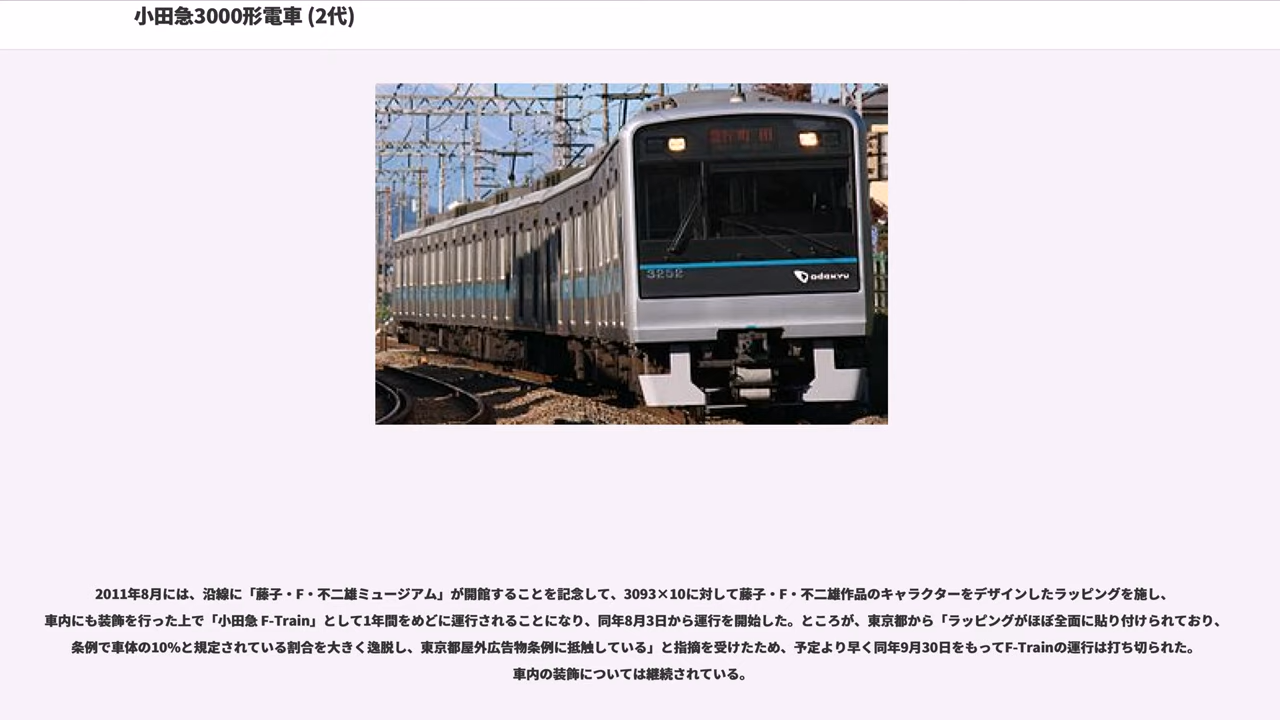 小田急3000形電車 (2代)
町田
3252
odakyu
2011年8月には、沿線に「藤子・F・不二雄ミュージアム」が開館することを記念して、3093×10に対して藤子・F・不二雄作品のキャラクターをデザインしたラッピングを施し、
車内にも装飾を行った上で「小田急 F-Train」として1年間をめどに運行されることになり、同年8月3日から運行を開始した。ところが、東京都から「ラッピングがほぼ全面に貼り付けられており、
条例で車体の10%と規定されている割合を大きく逸脱し、東京都屋外広告物条例に抵触している」と指摘を受けたため、予定より早く同年9月30日をもってF-Trainの運行は打ち切られた。
車内の装飾については継続されている。